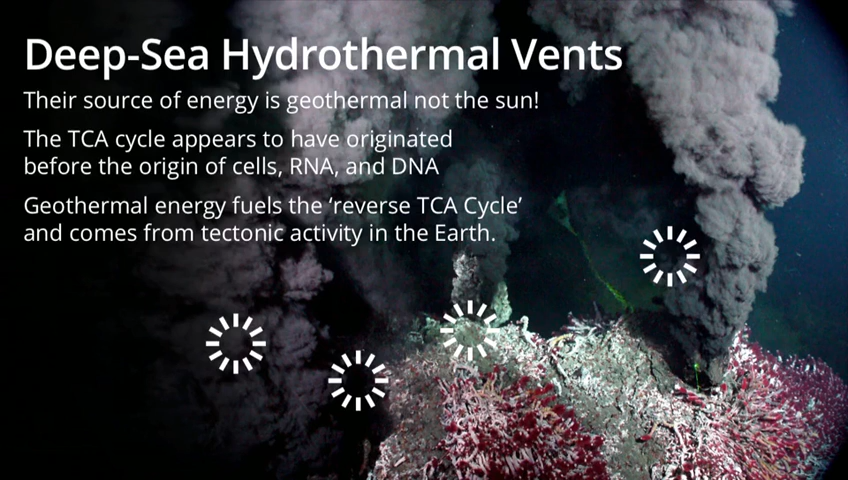 Deep-Sea Hydrothermal Vents
Their source of energy is geothermal not the sun!
The TCA cycle appears to have originated
before the origin of cells, RNA, and DNA
Geothermal energy fuels the ‘reverse TCA Cycle’
and comes from tectonic activity in the Earth.